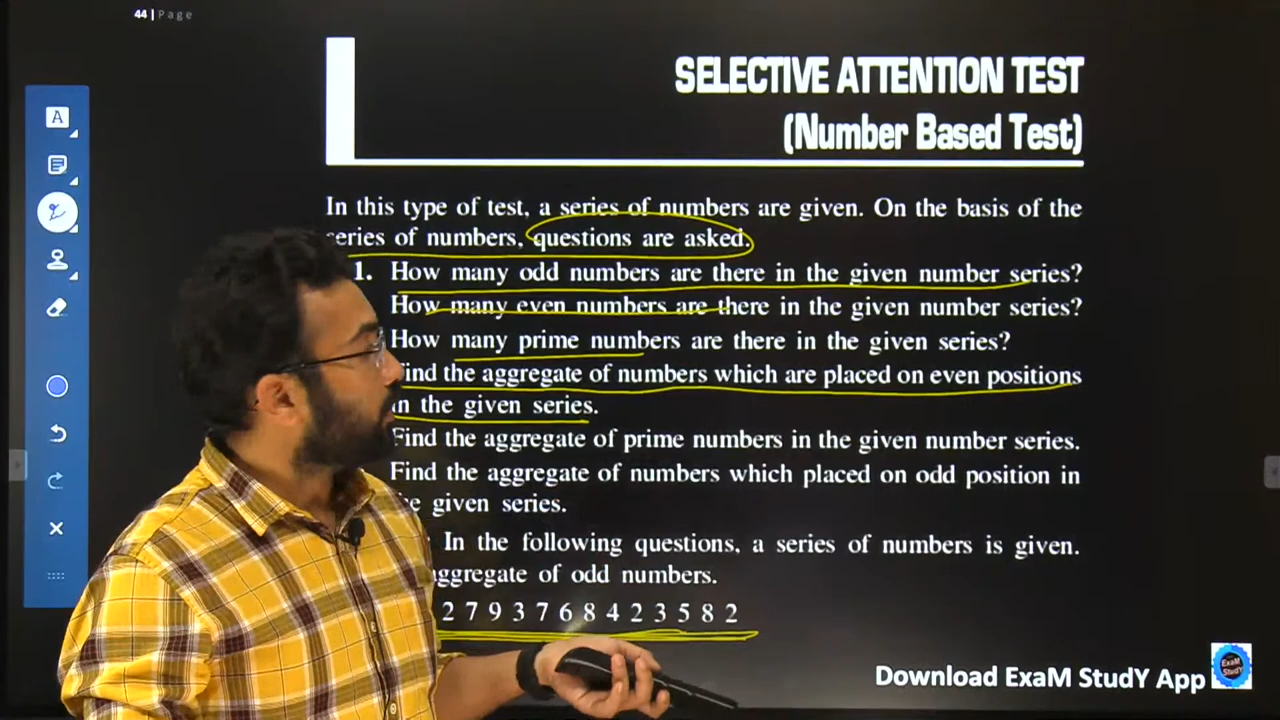 44 | Page
SELECTIVE ATTENTION TEST
(Number Based Test)
In this type of test, a series of numbers are given. On the basis of the
series of numbers, questions are asked.
1. How many odd numbers are there in the given number series?
How many even numbers are there in the given number series?
How many prime numbers are there in the given series?
Find the aggregate of numbers which are placed on even positions
in the given series.
Find the aggregate of prime numbers in the given number series.
Find the aggregate of numbers which placed on odd position in
given series.
In the following questions, a series of numbers is given.
aggregate of odd numbers.
2 7 9 3 7 6 8 4 2 3 5 8 2
Download ExaM StudY App
ExaM
StudY
A